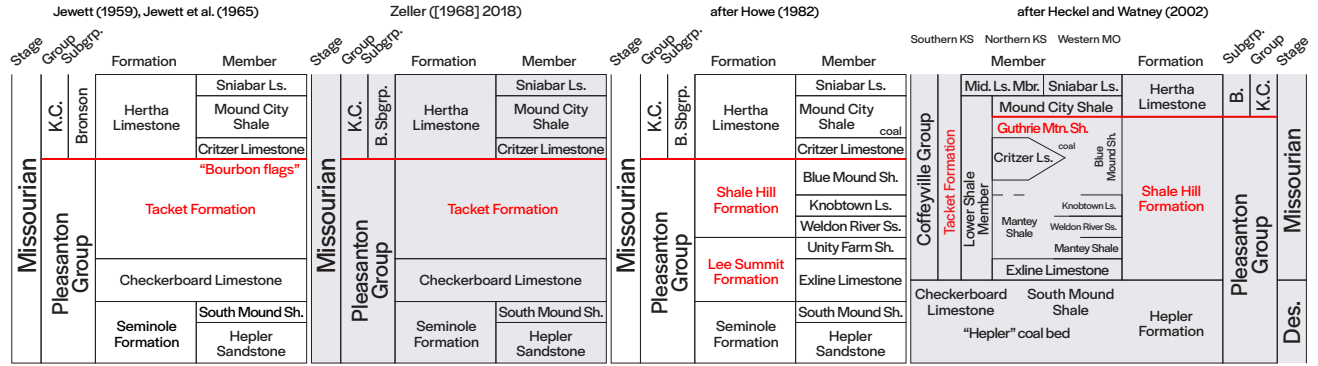 Jewett (1959), Jewett et al. (1965)
Stage
Group
Subgrp.
Formation
Member
Missourian
K.C.
Bronson
Hertha
Limestone
Sniabar Ls.
Mound City
Shale
Critzer Limestone
Pleasanton
Group
"Bourbon flags"
Tacket Formation
Checkerboard Limestone
Seminole
Formation
South Mound Sh.
Hepler
Sandstone
Zeller ([1968] 2018)
Stage
Group
Subgrp.
Formation
Member
Missourian
K.C.
B. Sbgrp.
Hertha
Limestone
Sniabar Ls.
Mound City
Shale
Critzer Limestone
Pleasanton
Group
Tacket Formation
Checkerboard Limestone
Seminole
Formation
South Mound Sh.
Hepler
Sandstone
after Howe (1982)
Stage
Group
Subgrp.
Formation
Member
Missourian
K.C.
B. Sbgrp.
Hertha
Limestone
Sniabar Ls.
Mound City
Shale
coal
Critzer Limestone
Pleasanton
Group
Shale Hill
Formation
Blue Mound Sh.
Knobtown Ls.
Weldon River Ss.
Lee Summit
Formation
Unity Farm Sh.
Exline Limestone
Seminole
Formation
South Mound Sh.
Hepler
Sandstone
after Heckel and Watney (2002)
Southern KS
Northern KS
Western MO
Member
Formation
Subgrp.
Group
Stage
Coffeyville Group
Tacket Formation
Lower Shale
Member
Mid. Ls. Mbr.
Sniabar Ls.
Mound City Shale
Guthrie Mtn. Sh.
Critzer Ls.
coal
Blue
Mound Sh.
Mantey
Shale
Knobtown Ls.
Weldon River Ss.
Mantey Shale
Exline Limestone
Hertha
Limestone
B.
K.C.
Shale Hill
Formation
Pleasanton
Group
Missourian
Checkerboard
Limestone
South Mound
Shale
"Hepler" coal bed
Hepler
Formation
Des.